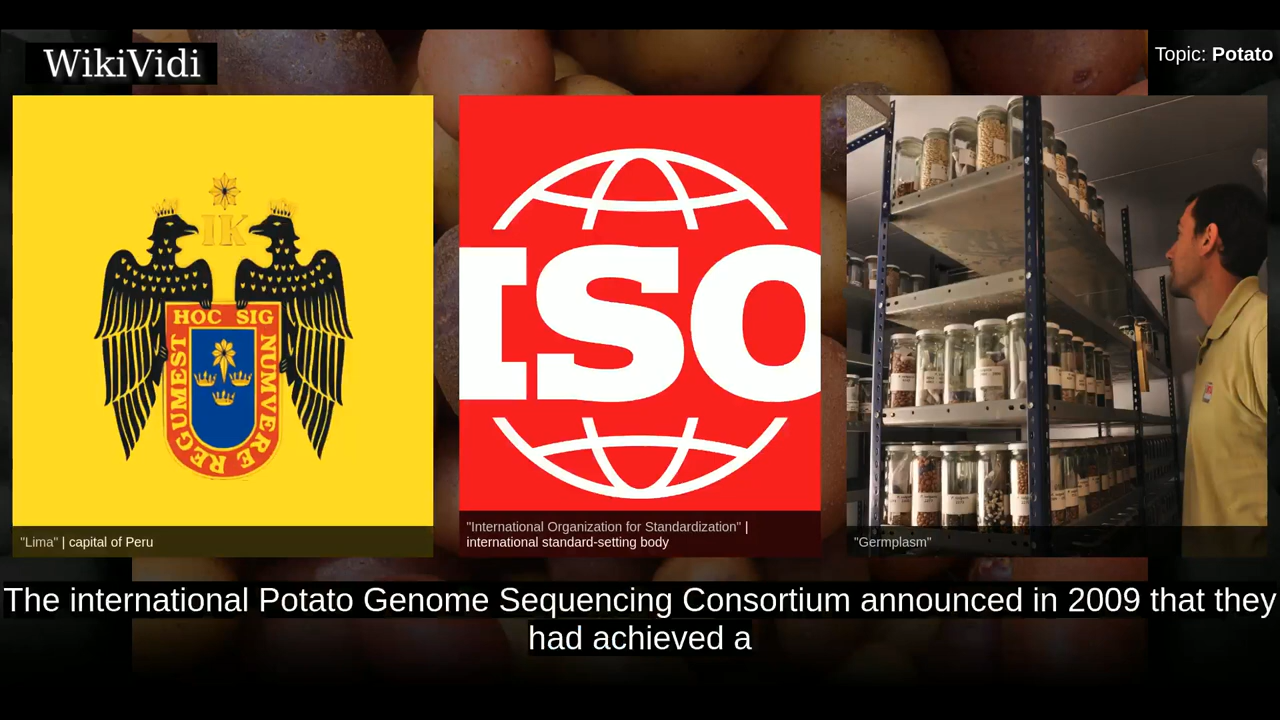 WikiVidi
Topic: Potato
IK
HOC SIG
NUMVERE
REGUMEST
ISO
"Lima" | capital of Peru
"International Organization for Standardization" |
international standard-setting body
"Germplasm"
The international Potato Genome Sequencing Consortium announced in 2009 that they
had achieved a